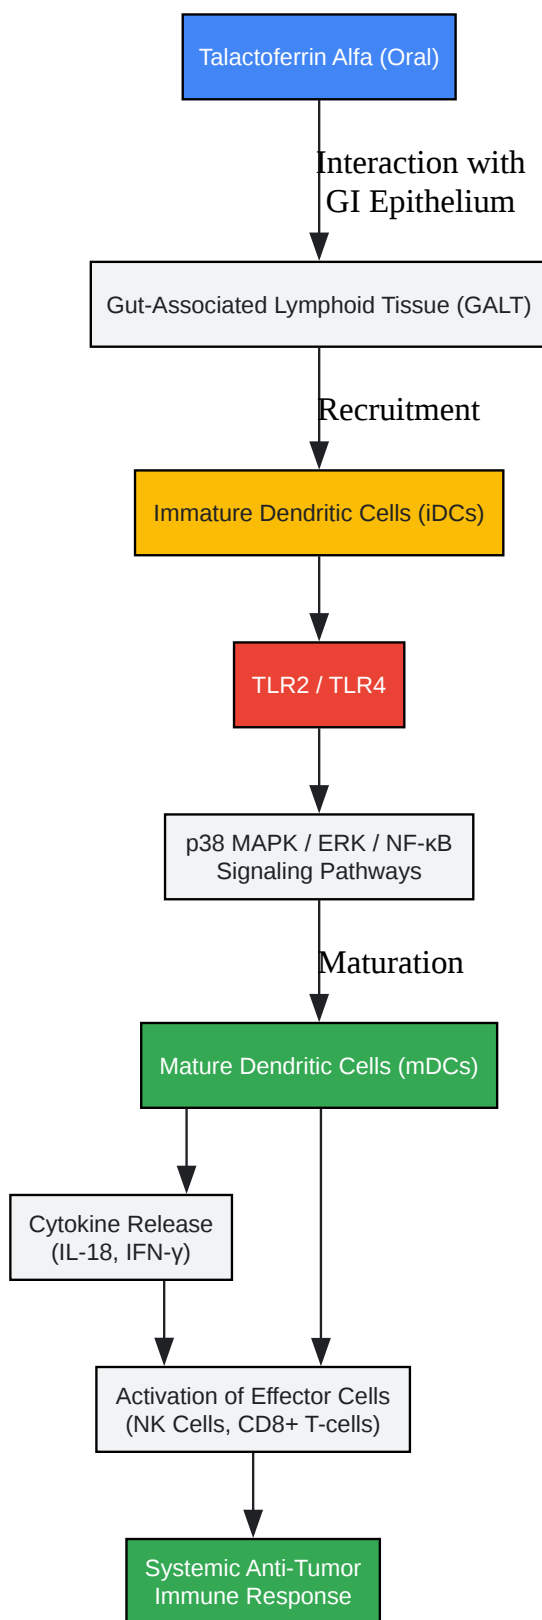 Talactoferrin Alfa (Oral)
Interaction with
GI Epithelium
Gut-Associated Lymphoid Tissue (GALT)
Recruitment
Immature Dendritic Cells (iDCs)
TLR2 / TLR4
p38 MAPK / ERK / NF-κB
Signaling Pathways
Maturation
Mature Dendritic Cells (mDCs)
Cytokine Release
(IL-18, IFN-γ)
Activation of Effector Cells
(NK Cells, CD8+ T-cells)
Systemic Anti-Tumor
Immune Response